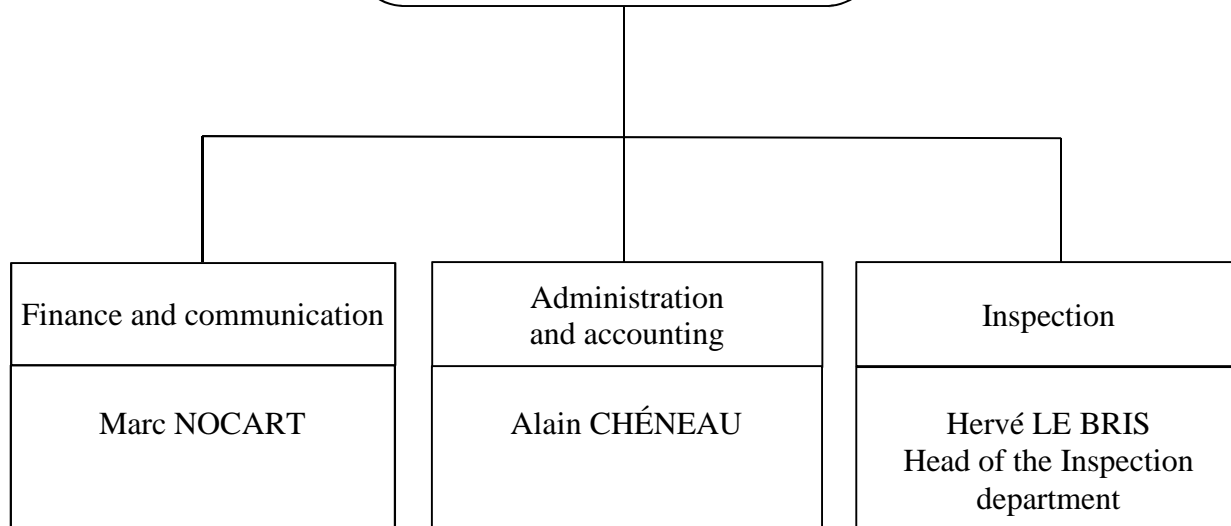 Finance and communication
Administration
and accounting
Inspection
Marc NOCART
Alain CHÉNEAU
Hervé LE BRIS
Head of the Inspection
department